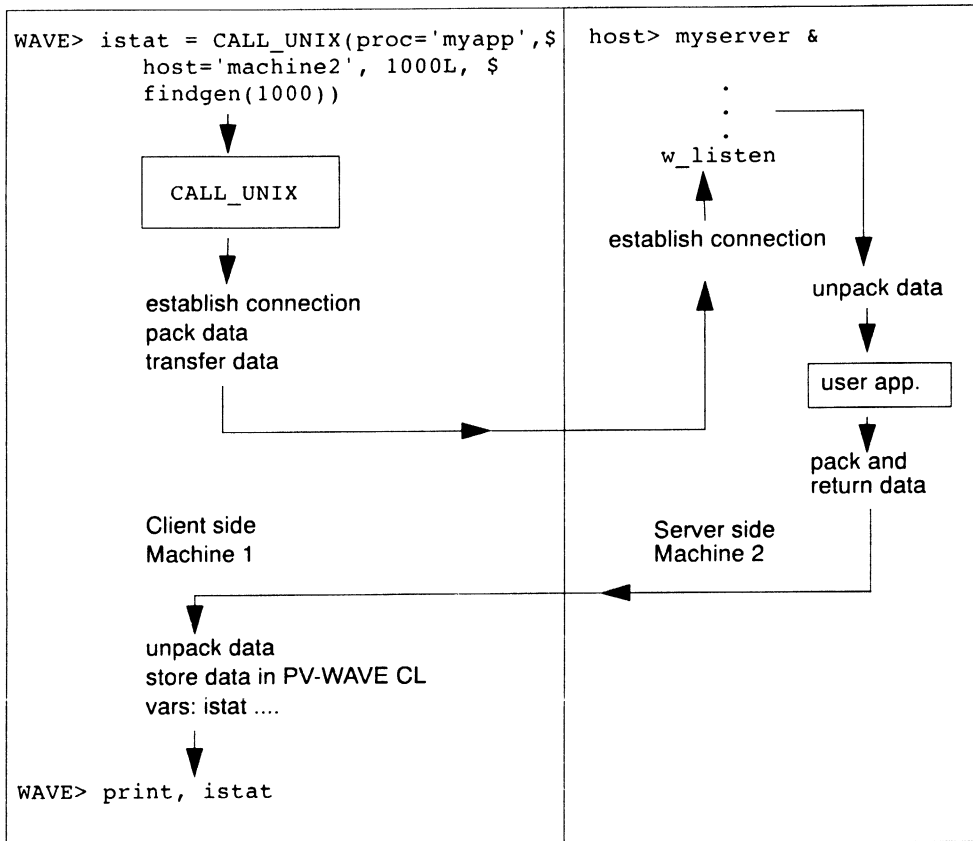 WAVE> istat = CALL_UNIX(proc='myapp',$
host='machine2', 1000L, $
findgen(1000))
CALL_UNIX
establish connection
pack data
transfer data
Client side
Machine 1
unpack data
store data in PV-WAVE CL
vars: istat ....
WAVE> print, istat
host> myserver &
.
.
.
w_listen
establish connection
unpack data
user app.
pack and
return data
Server side
Machine 2